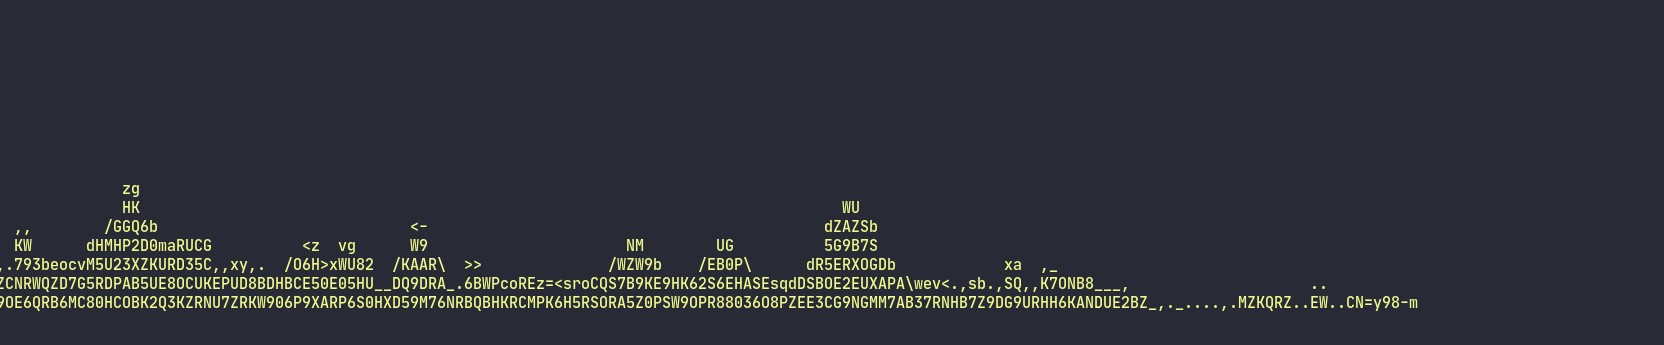 zg
HK WU
,, /GGQ6b <- dZAZSb
KW dHMHP2D0maRUCG <z vg W9 NM UG 5G9B7S
,.793beocvM5U23XZKURD35C,,xy,. /O6H>xWU82 /KAAR\ >> /WZW9b /EB0P\ dR5ERXOGDb xa ,_
ZCNRWQZD7G5RDPAB5UE8OCUKEPUD8BDHBCE50E05HU__DQ9DRA_.6BWPcoREz=<sroCQS7B9KE9HK62S6EHASEsqdDSBOE2EUXAPA\wev<.,sb.,SQ,,K7ONB8___, ..
9OE6QRB6MC80HCOBK2Q3KZRNU7ZRKW906P9XARP6S0HXD59M76NRBQBHKRCMPK6H5RSORA5Z0PSW9OPR88036O8PZEE3CG9NGMM7AB37RNHB7Z9DG9URHH6KANDUE2BZ_,._....,.MZKQRZ..EW..CN=y98-m